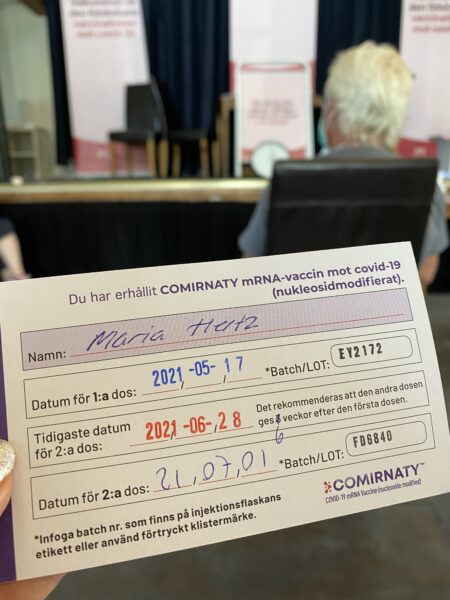 Du har erhållit COMIRNATY mRNA-vaccin mot covid-19
(nukleosidmodifierat).
Namn: Maria Hertz
Datum för 1:a dos: 2021-05-17 *Batch/LOT: EY2172
Tidigaste datum
för 2:a dos: 2021-06-28
Det rekommenderas att den andra dosen
ges 6 veckor efter den första dosen.
Datum för 2:a dos: 21.07.01 *Batch/LOT: FD6840
*Infoga batch nr. som finns på injektionsflaskans
etikett eller använd förtryckt klistermärke.
COMIRNATY™
COVID-19 mRNA Vaccine (nucleoside modified)